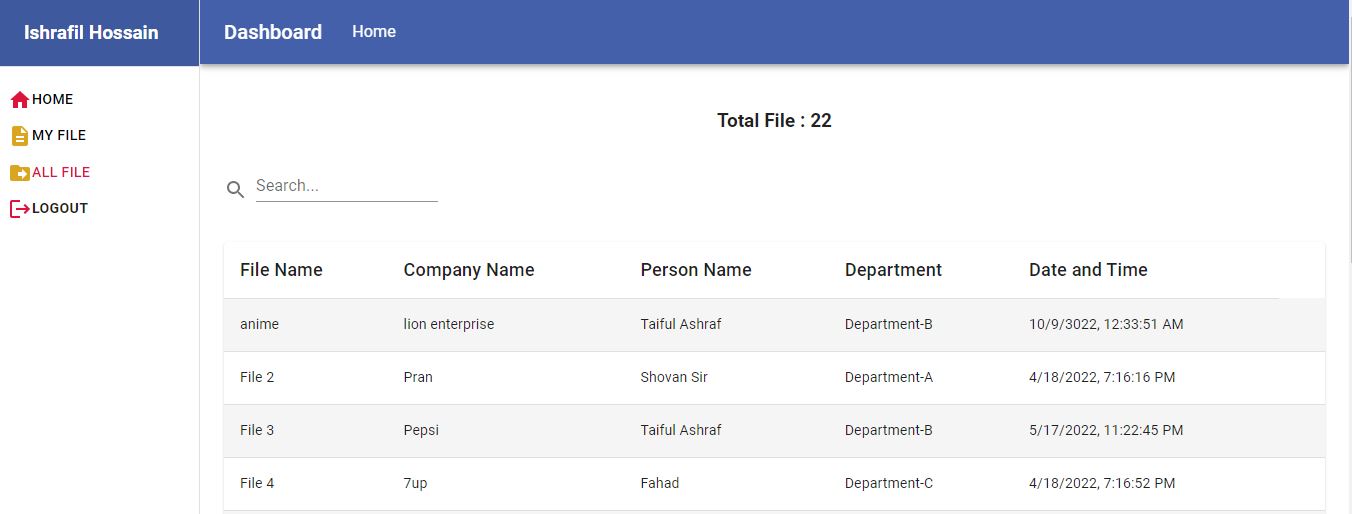 Ishrafil Hossain
Dashboard Home
HOME
MY FILE
ALL FILE
LOGOUT
Total File : 22
Search...
File Name Company Name Person Name Department Date and Time
anime lion enterprise Taiful Ashraf Department-B 10/9/3022, 12:33:51 AM
File 2 Pran Shovan Sir Department-A 4/18/2022, 7:16:16 PM
File 3 Pepsi Taiful Ashraf Department-B 5/17/2022, 11:22:45 PM
File 4 7up Fahad Department-C 4/18/2022, 7:16:52 PM